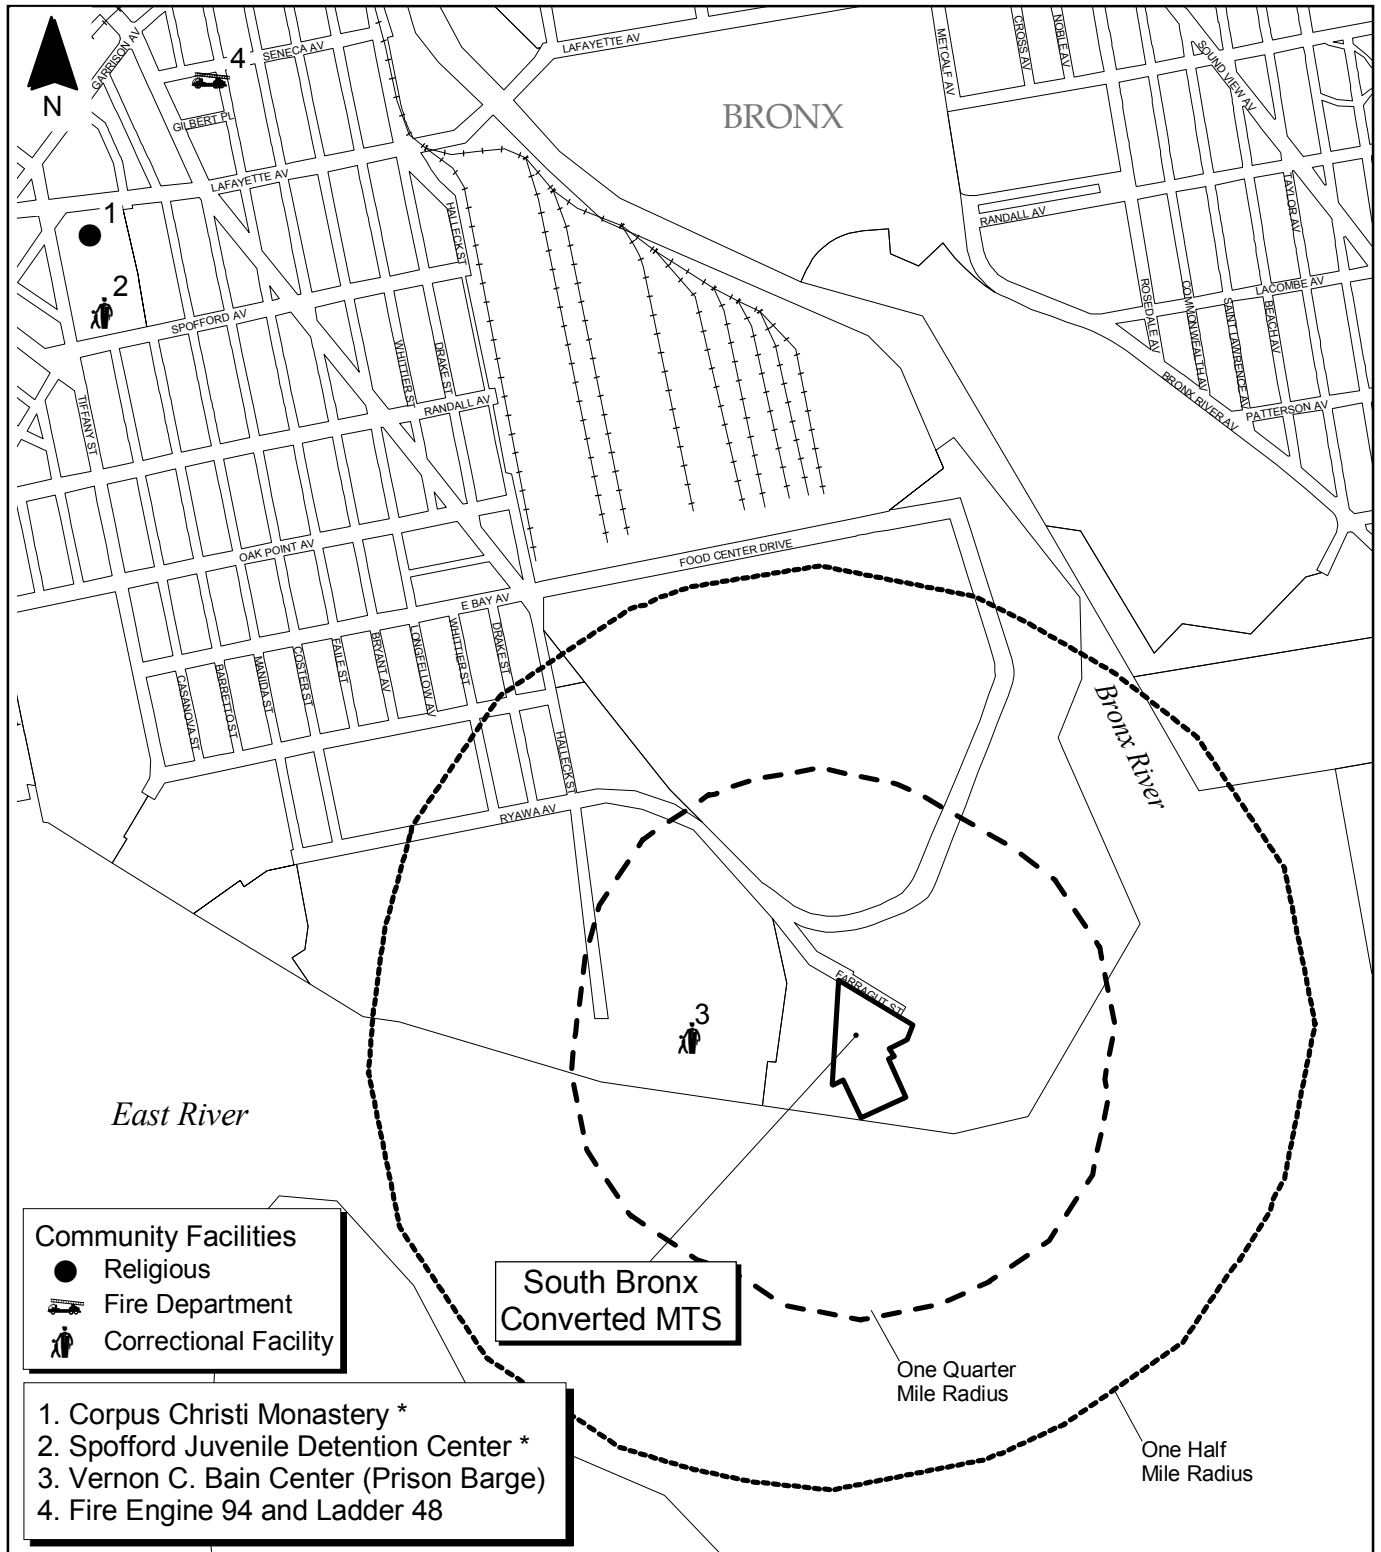 GARRISON AV
SENECA AV
4
LAFAYETTE AV
METCALF AV
CROSS AV
NOBLE AV
SOUND VIEW AV
N
GILBERT PL
BRONX
LAFAYETTE AV
1
HALLECK ST
RANDALL AV
TAYLOR AV
2
SPOFFORD AV
ROSEDALE AV
COMMONWEALTH AV
SAINT LAWRENCE AV
BEACH AV
LACOMBE AV
WHITTIER ST
DRAKE ST
TIFFANY ST
RANDALL AV
BRONX RIVER AV
PATTERSON AV
OAK POINT AV
FOOD CENTER DRIVE
E BAY AV
CASANOVA ST
BARRETTO ST
MANIDA ST
COSTER ST
FAILE ST
BRYANT AV
LONGFELLOW AV
WHITTIER ST
DRAKE ST
HALLECK ST
Bronx River
RYAWA AV
FARRAGUT ST
3
East River
Community Facilities
Religious
Fire Department
Correctional Facility
South Bronx
Converted MTS
One Quarter
Mile Radius
One Half
Mile Radius
1. Corpus Christi Monastery *
2. Spofford Juvenile Detention Center *
3. Vernon C. Bain Center (Prison Barge)
4. Fire Engine 94 and Ladder 48